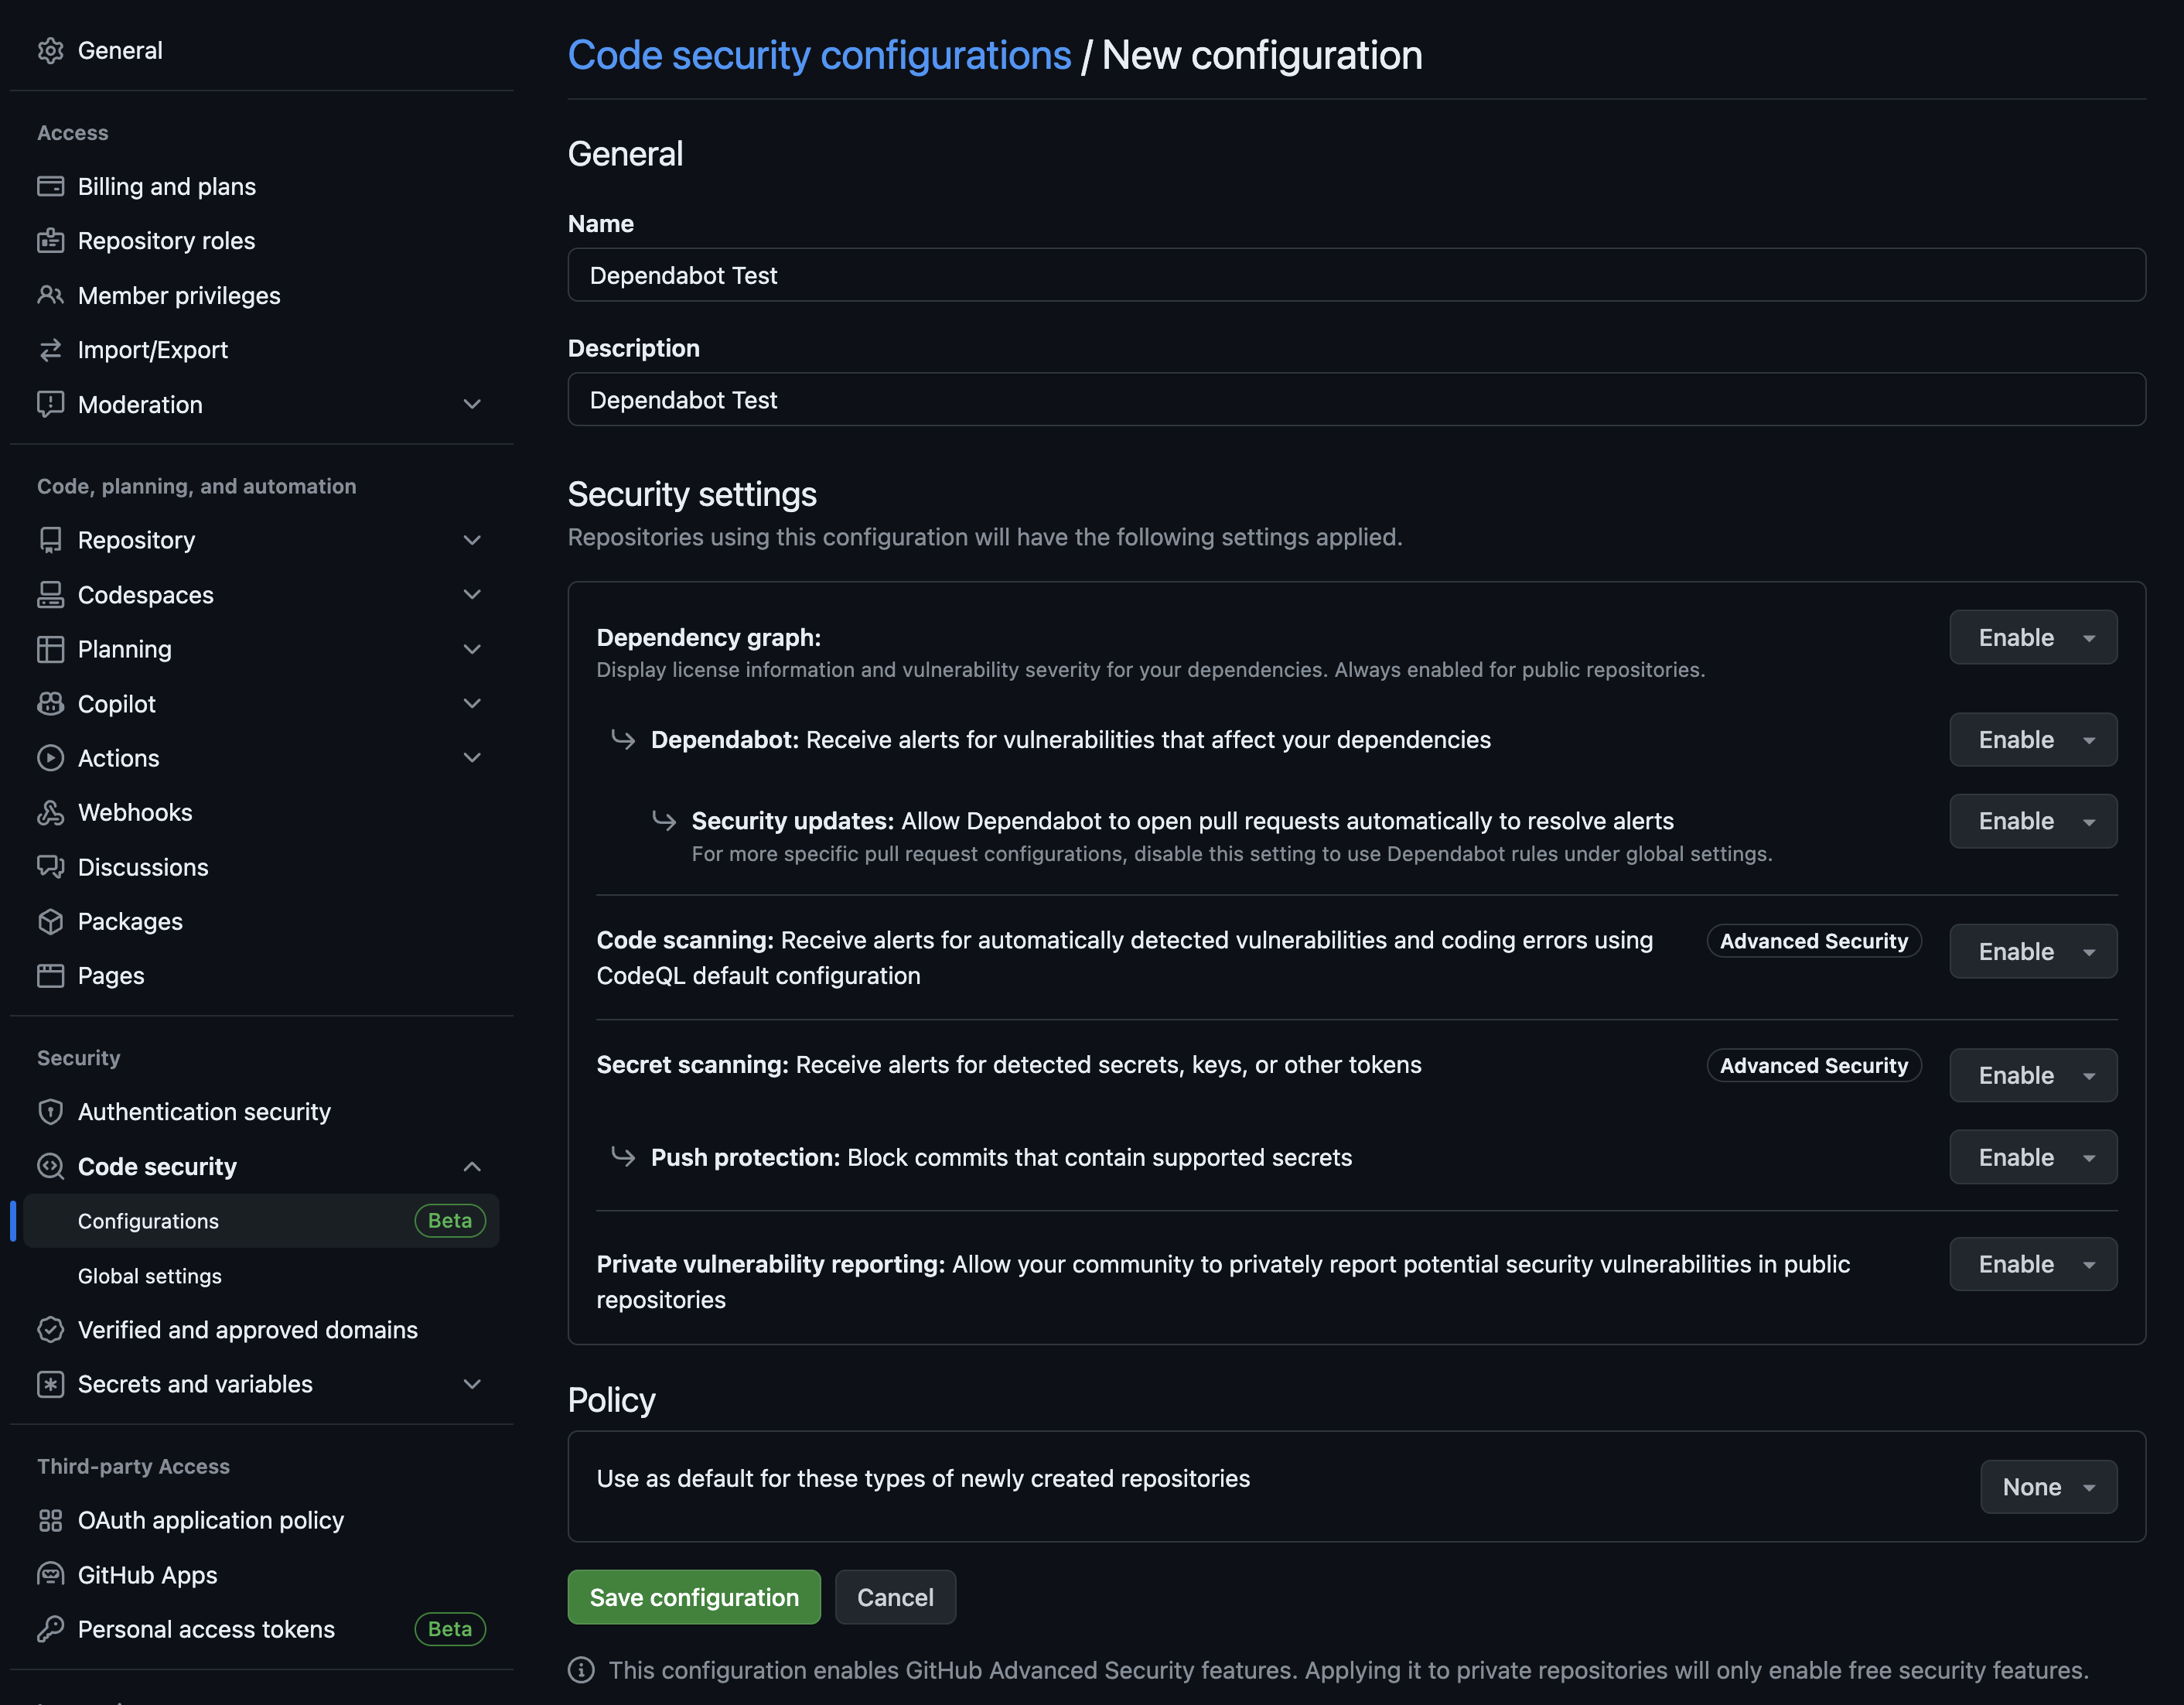 General
Access
Billing and plans
Repository roles
Member privileges
Import/Export
Moderation
Code, planning, and automation
Repository
Codespaces
Planning
Copilot
Actions
Webhooks
Discussions
Packages
Pages
Security
Authentication security
Code security
Configurations Beta
Global settings
Verified and approved domains
Secrets and variables
Third-party Access
OAuth application policy
GitHub Apps
Personal access tokens Beta
Code security configurations / New configuration
General
Name
Dependabot Test
Description
Dependabot Test
Security settings
Repositories using this configuration will have the following settings applied.
Dependency graph: Enable
Display license information and vulnerability severity for your dependencies. Always enabled for public repositories.
Dependabot: Receive alerts for vulnerabilities that affect your dependencies Enable
Security updates: Allow Dependabot to open pull requests automatically to resolve alerts Enable
For more specific pull request configurations, disable this setting to use Dependabot rules under global settings.
Code scanning: Receive alerts for automatically detected vulnerabilities and coding errors using Advanced Security Enable
CodeQL default configuration
Secret scanning: Receive alerts for detected secrets, keys, or other tokens Advanced Security Enable
Push protection: Block commits that contain supported secrets Enable
Private vulnerability reporting: Allow your community to privately report potential security vulnerabilities in public Enable
repositories
Policy
Use as default for these types of newly created repositories None
Save configuration Cancel
This configuration enables GitHub Advanced Security features. Applying it to private repositories will only enable free security features.